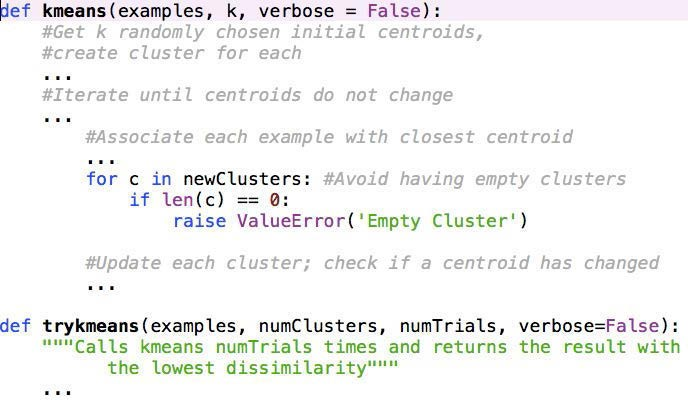 def kmeans(examples, k, verbose = False):
#Get k randomly chosen initial centroids,
#create cluster for each
...
#Iterate until centroids do not change
...
#Associate each example with closest centroid
...
for c in newClusters: #Avoid having empty clusters
if len(c) == 0:
raise ValueError('Empty Cluster')
#Update each cluster; check if a centroid has changed
...
def trykmeans(examples, numClusters, numTrials, verbose=False):
"""Calls kmeans numTrials times and returns the result with
the lowest dissimilarity"""
...